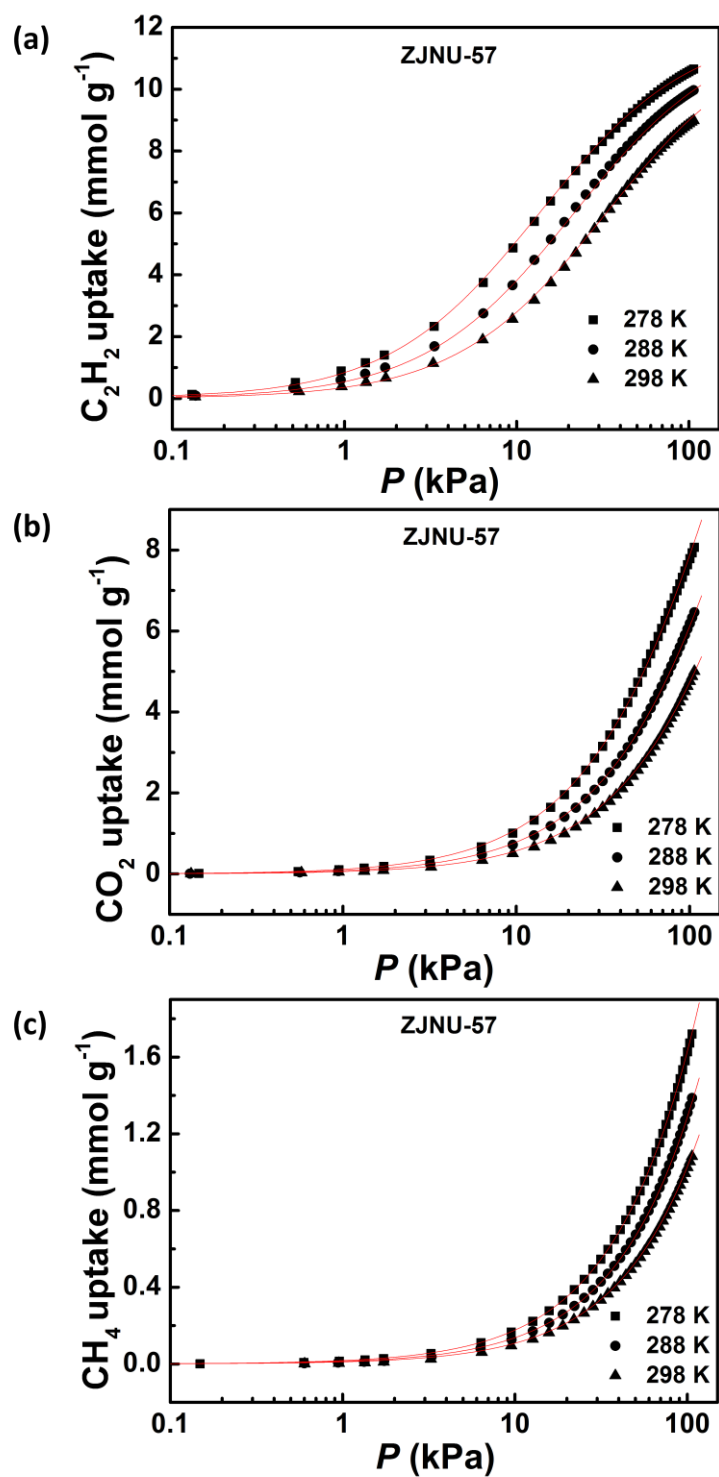 (a)
ZJNU-57
C₂H₂ uptake (mmol g⁻¹)
12
10
8
6
4
2
0
278 K
288 K
298 K
0.1
1
10
100
P (kPa)
(b)
ZJNU-57
CO₂ uptake (mmol g⁻¹)
8
6
4
2
0
278 K
288 K
298 K
0.1
1
10
100
P (kPa)
(c)
ZJNU-57
CH₄ uptake (mmol g⁻¹)
1.6
1.2
0.8
0.4
0.0
278 K
288 K
298 K
0.1
1
10
100
P (kPa)